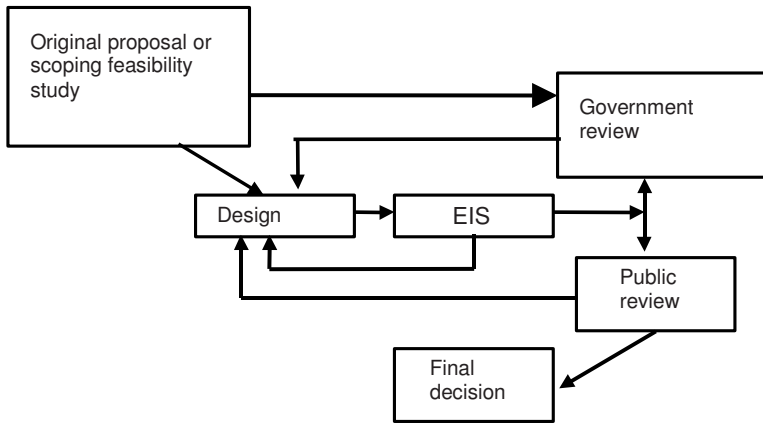 Original proposal or
scoping feasibility
study
Government
review
Design
EIS
Public
review
Final
decision